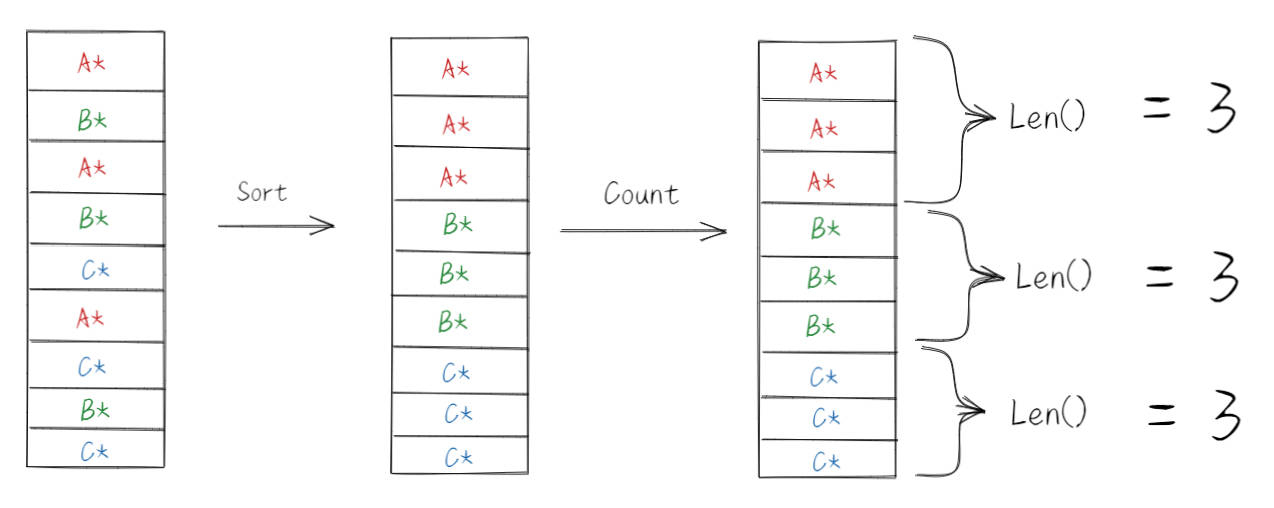 A*
B*
A*
B*
C*
A*
C*
B*
C*
Sort
A*
A*
A*
B*
B*
B*
C*
C*
C*
Count
A*
A*
A*
B*
B*
B*
C*
C*
C*
Len() = 3
Len() = 3
Len() = 3